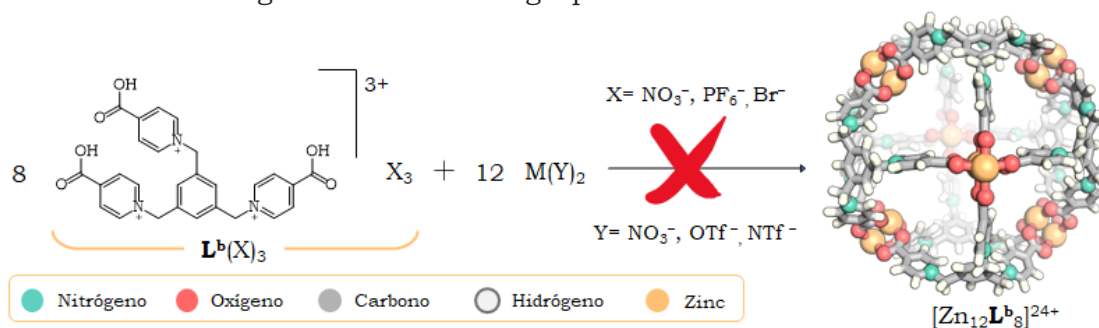 OH
O
N
+
OH
O
N
+
OH
O
N
+
3+
8
X₃ + 12 M(Y)₂
X= NO₃⁻, PF₆⁻, Br⁻
Y= NO₃⁻, OTf⁻, NTf⁻
Lᵇ(X)₃
Nitrógeno Oxígeno Carbono Hidrógeno Zinc
[Zn₁₂Lᵇ₈]²⁴⁺